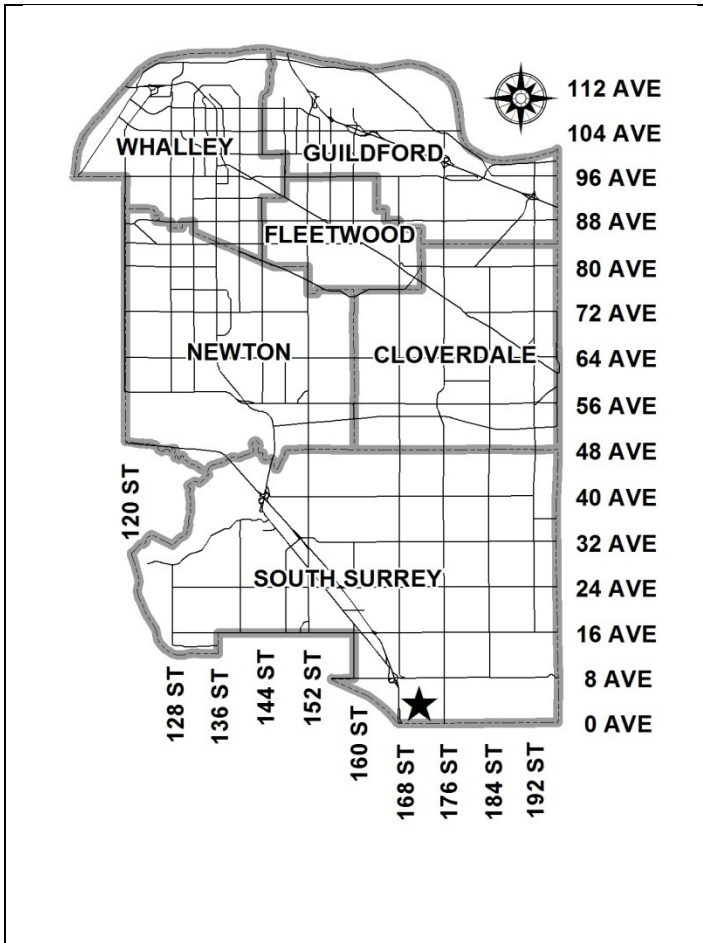 112 AVE
104 AVE
WHALLEY
GUILDFORD
96 AVE
88 AVE
FLEETWOOD
80 AVE
72 AVE
NEWTON
CLOVERDALE
64 AVE
56 AVE
48 AVE
120 ST
40 AVE
32 AVE
SOUTH SURREY
24 AVE
16 AVE
128 ST
136 ST
144 ST
152 ST
8 AVE
160 ST
0 AVE
168 ST
176 ST
184 ST
192 ST